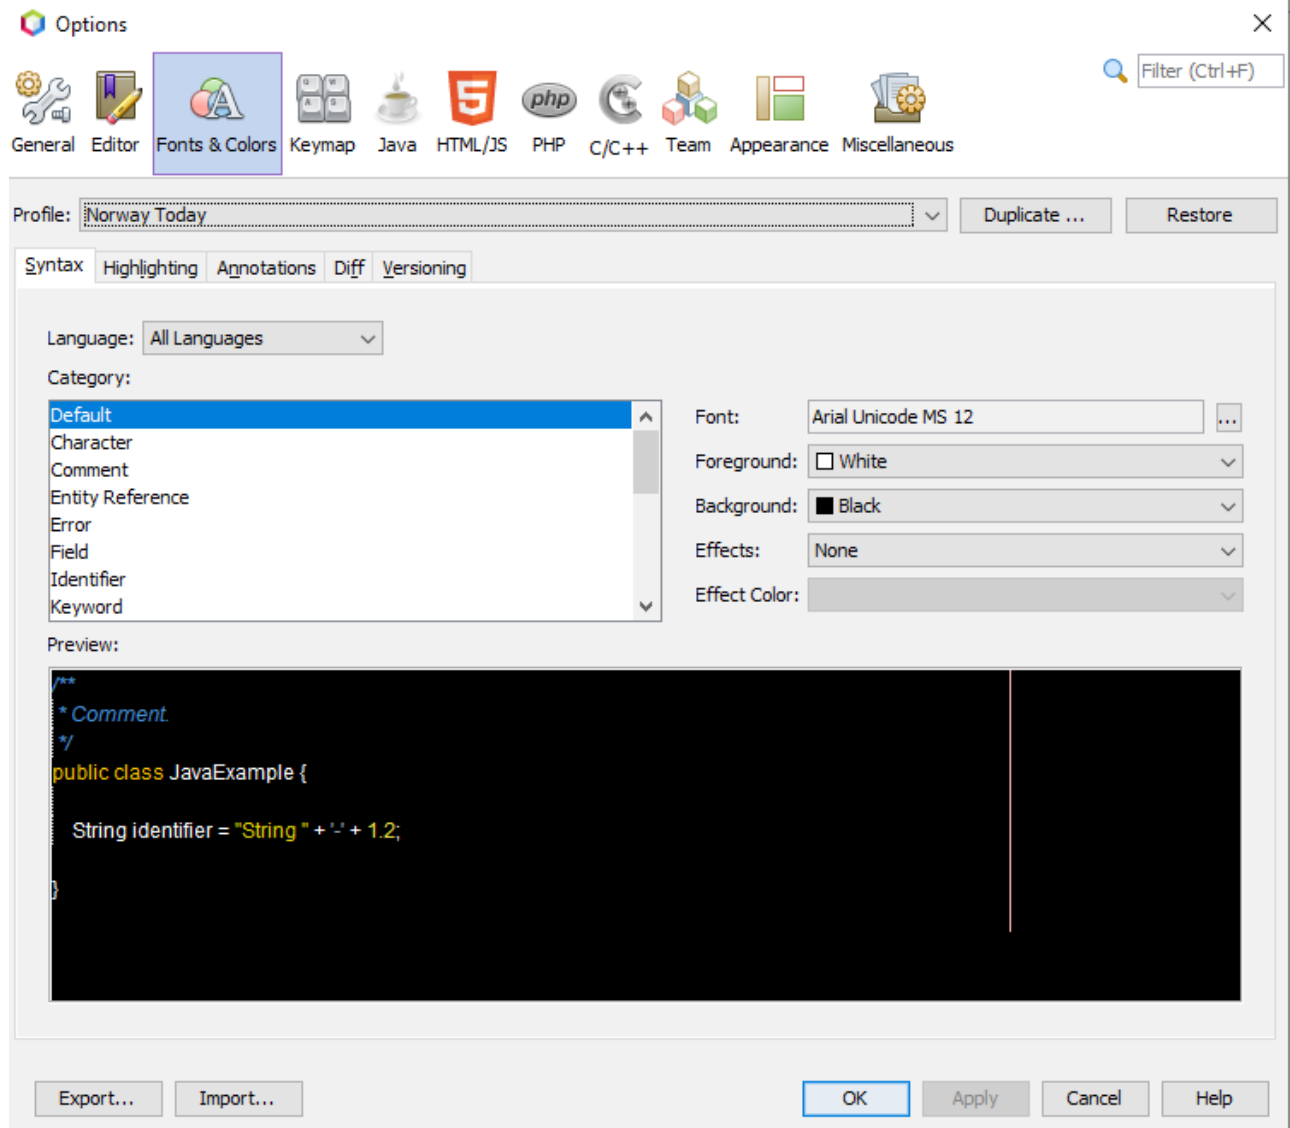 Options
Filter (Ctrl+F)
General Editor Fonts & Colors Keymap Java HTML/JS PHP C/C++ Team Appearance Miscellaneous
Profile: Norway Today Duplicate ... Restore
Syntax Highlighting Annotations Diff Versioning
Language: All Languages
Category:
Default
Character
Comment
Entity Reference
Error
Field
Identifier
Keyword
Font: Arial Unicode MS 12 ...
Foreground: White
Background: Black
Effects: None
Effect Color:
Preview:
/**
* Comment.
*/
public class JavaExample {
String identifier = "String " + '-' + 1.2;
}
Export... Import... OK Apply Cancel Help